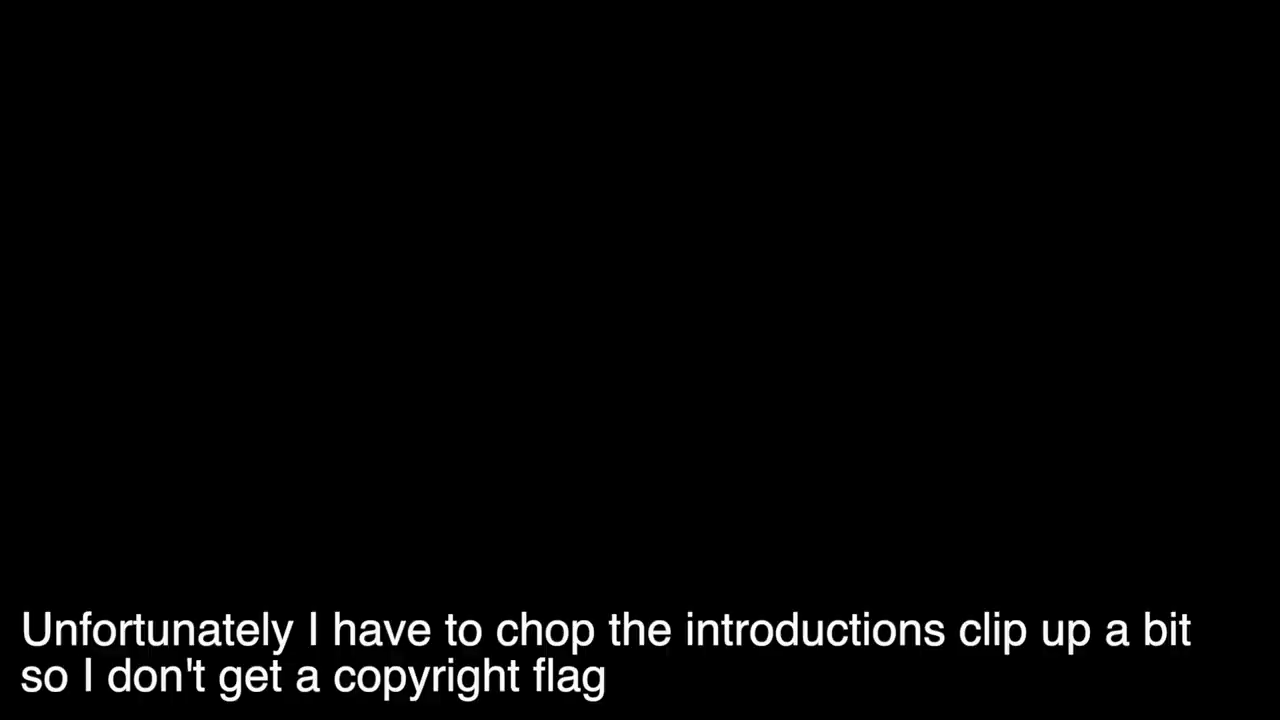 Unfortunately I have to chop the introductions clip up a bit
so I don't get a copyright flag